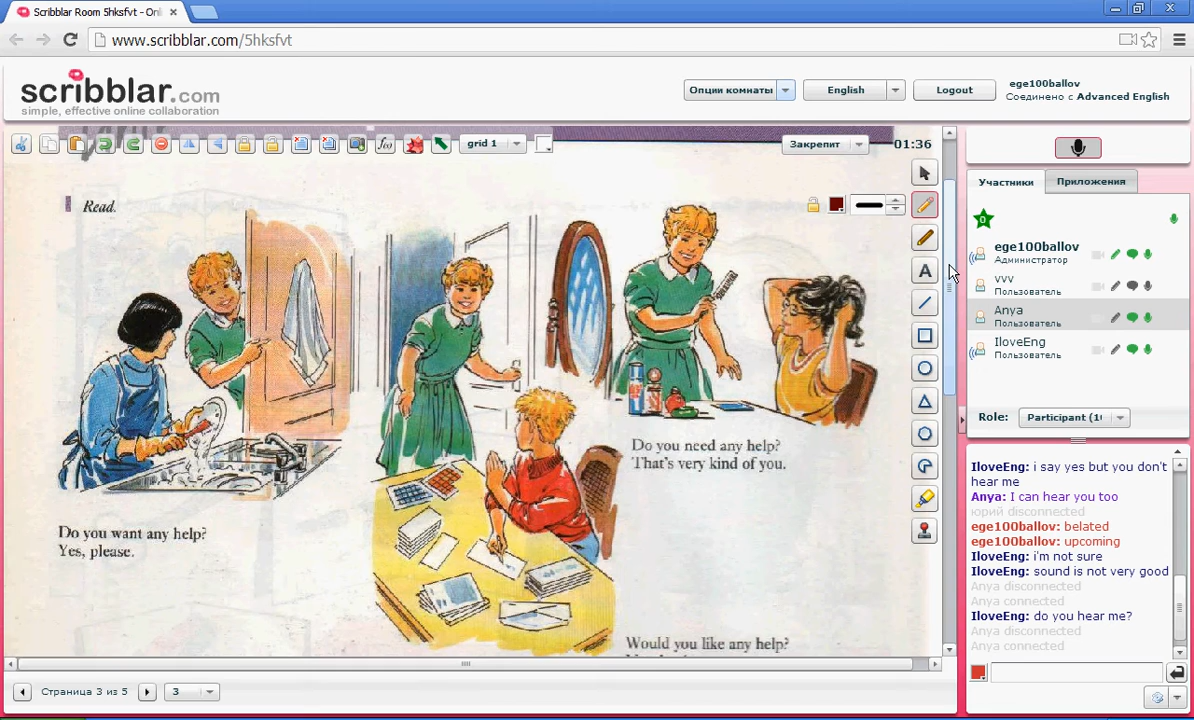 Scribblar Room 5hksfvt - Onli
www.scribblar.com/5hksfvt
scribblar.com
simple, effective online collaboration
Опции комнаты
English
Logout
ege100ballov
Соединено с Advanced English
f(x)
grid 1
Закрепит
01:36
Read.
Do you want any help?
Yes, please.
Do you need any help?
That's very kind of you.
Would you like any help?
A
Страница 3 из 5
3
Участники
Приложения
0
ege100ballov
Администратор
vvv
Пользователь
Anya
Пользователь
IloveEng
Пользователь
Role:
Participant (1
IloveEng: i say yes but you don't
hear me
Anya: I can hear you too
юрий disconnected
ege100ballov: belated
ege100ballov: upcoming
IloveEng: i'm not sure
IloveEng: sound is not very good
Anya disconnected
Anya connected
IloveEng: do you hear me?
Anya disconnected
Anya connected